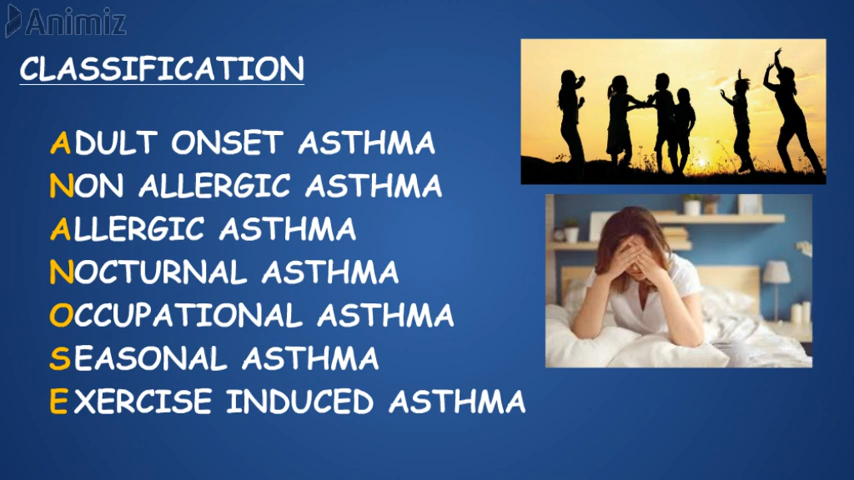 Animiz
CLASSIFICATION
ADULT ONSET ASTHMA
NON ALLERGIC ASTHMA
ALLERGIC ASTHMA
NOCTURNAL ASTHMA
OCCUPATIONAL ASTHMA
SEASONAL ASTHMA
EXERCISE INDUCED ASTHMA